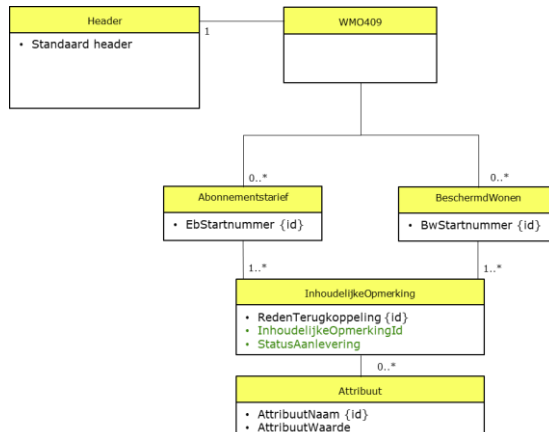 Header
WMO409
• Standaard header
1
0..*
0..*
Abonnementstarief
BeschermdWonen
• EbStartnummer {id}
• BwStartnummer {id}
1..*
1..*
InhoudelijkeOpmerking
• RedenTerugkoppeling {id}
• InhoudelijkeOpmerkingId
• StatusAanlevering
0..*
Attribuut
• AttribuutNaam {id}
• AttribuutWaarde